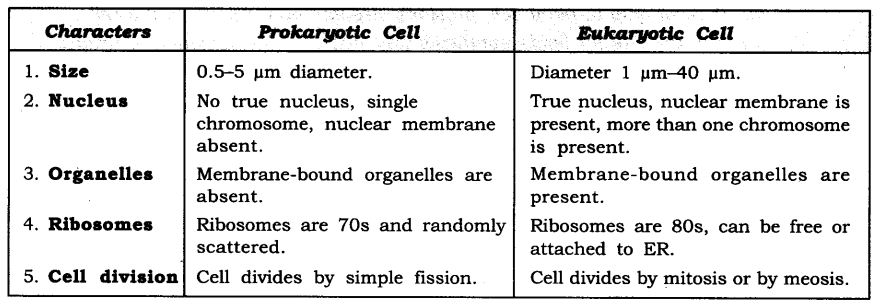 Characters Prokaryotic Cell Eukaryotic Cell
1. Size 0.5–5 μm diameter. Diameter 1 μm–40 μm.
2. Nucleus No true nucleus, single True nucleus, nuclear membrane is
chromosome, nuclear membrane present, more than one chromosome
absent. is present.
3. Organelles Membrane-bound organelles are Membrane-bound organelles are
absent. present.
4. Ribosomes Ribosomes are 70s and randomly Ribosomes are 80s, can be free or
scattered. attached to ER.
5. Cell division Cell divides by simple fission. Cell divides by mitosis or by meosis.